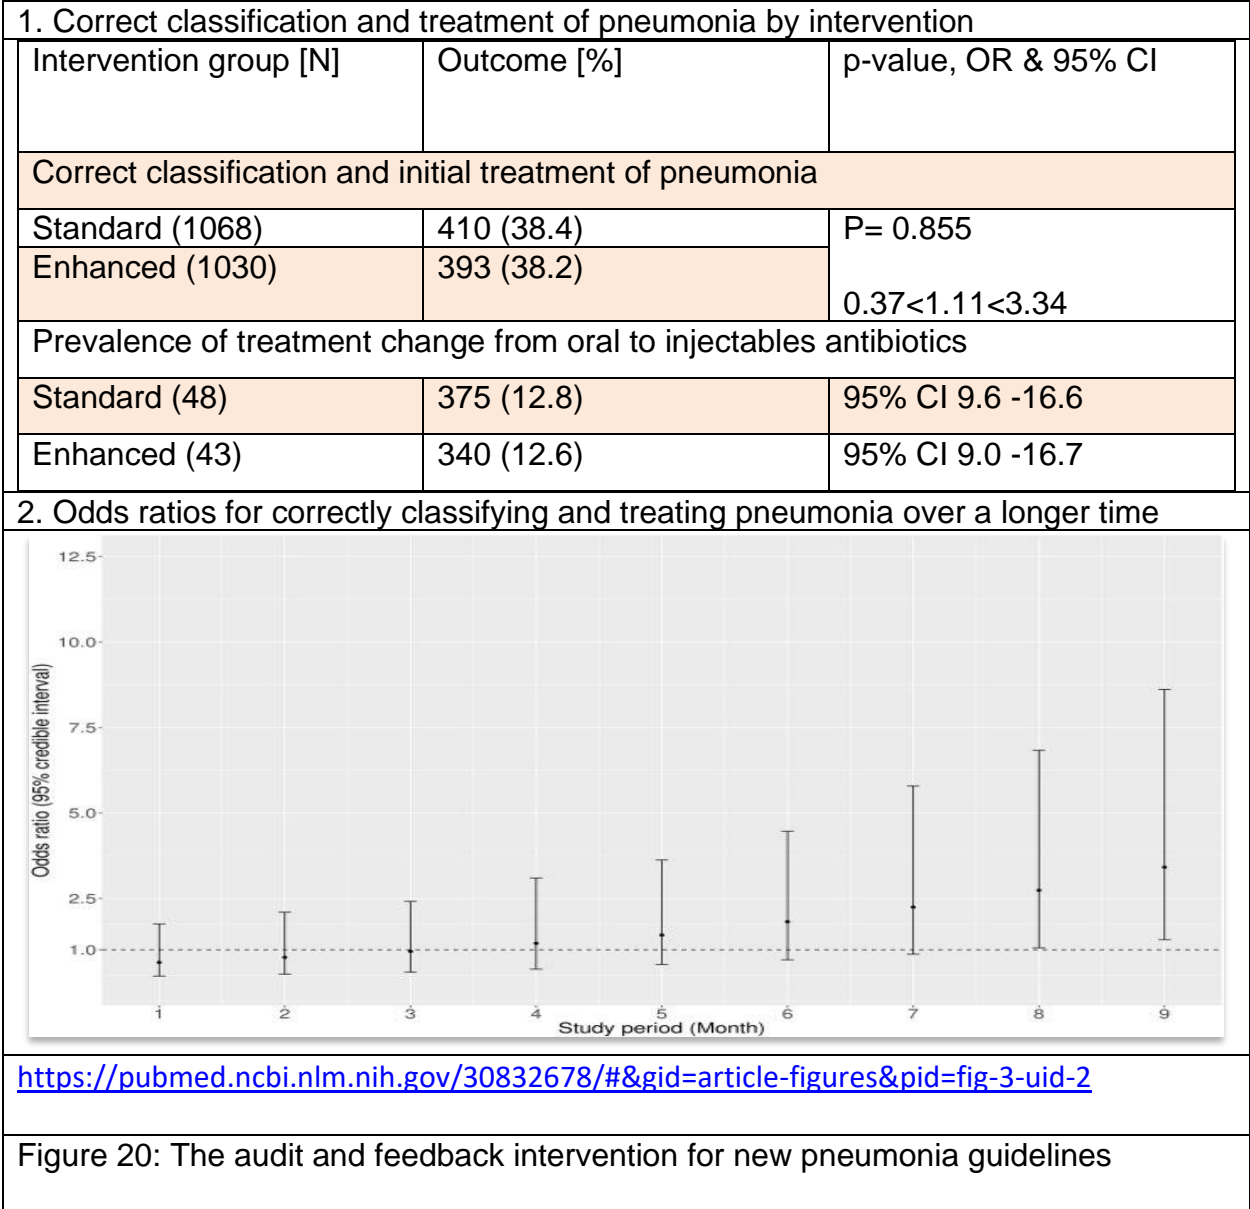 1. Correct classification and treatment of pneumonia by intervention
Intervention group [N] Outcome [%] p-value, OR & 95% CI
Correct classification and initial treatment of pneumonia
Standard (1068) 410 (38.4) P= 0.855
Enhanced (1030) 393 (38.2)
0.37<1.11<3.34
Prevalence of treatment change from oral to injectables antibiotics
Standard (48) 375 (12.8) 95% CI 9.6 -16.6
Enhanced (43) 340 (12.6) 95% CI 9.0 -16.7
2. Odds ratios for correctly classifying and treating pneumonia over a longer time
Odds ratio (95% credible interval)
12.5
10.0
7.5
5.0
2.5
1.0
1 2 3 4 5 6 7 8 9
Study period (Month)
https://pubmed.ncbi.nlm.nih.gov/30832678/#&gid=article-figures&pid=fig-3-uid-2
Figure 20: The audit and feedback intervention for new pneumonia guidelines